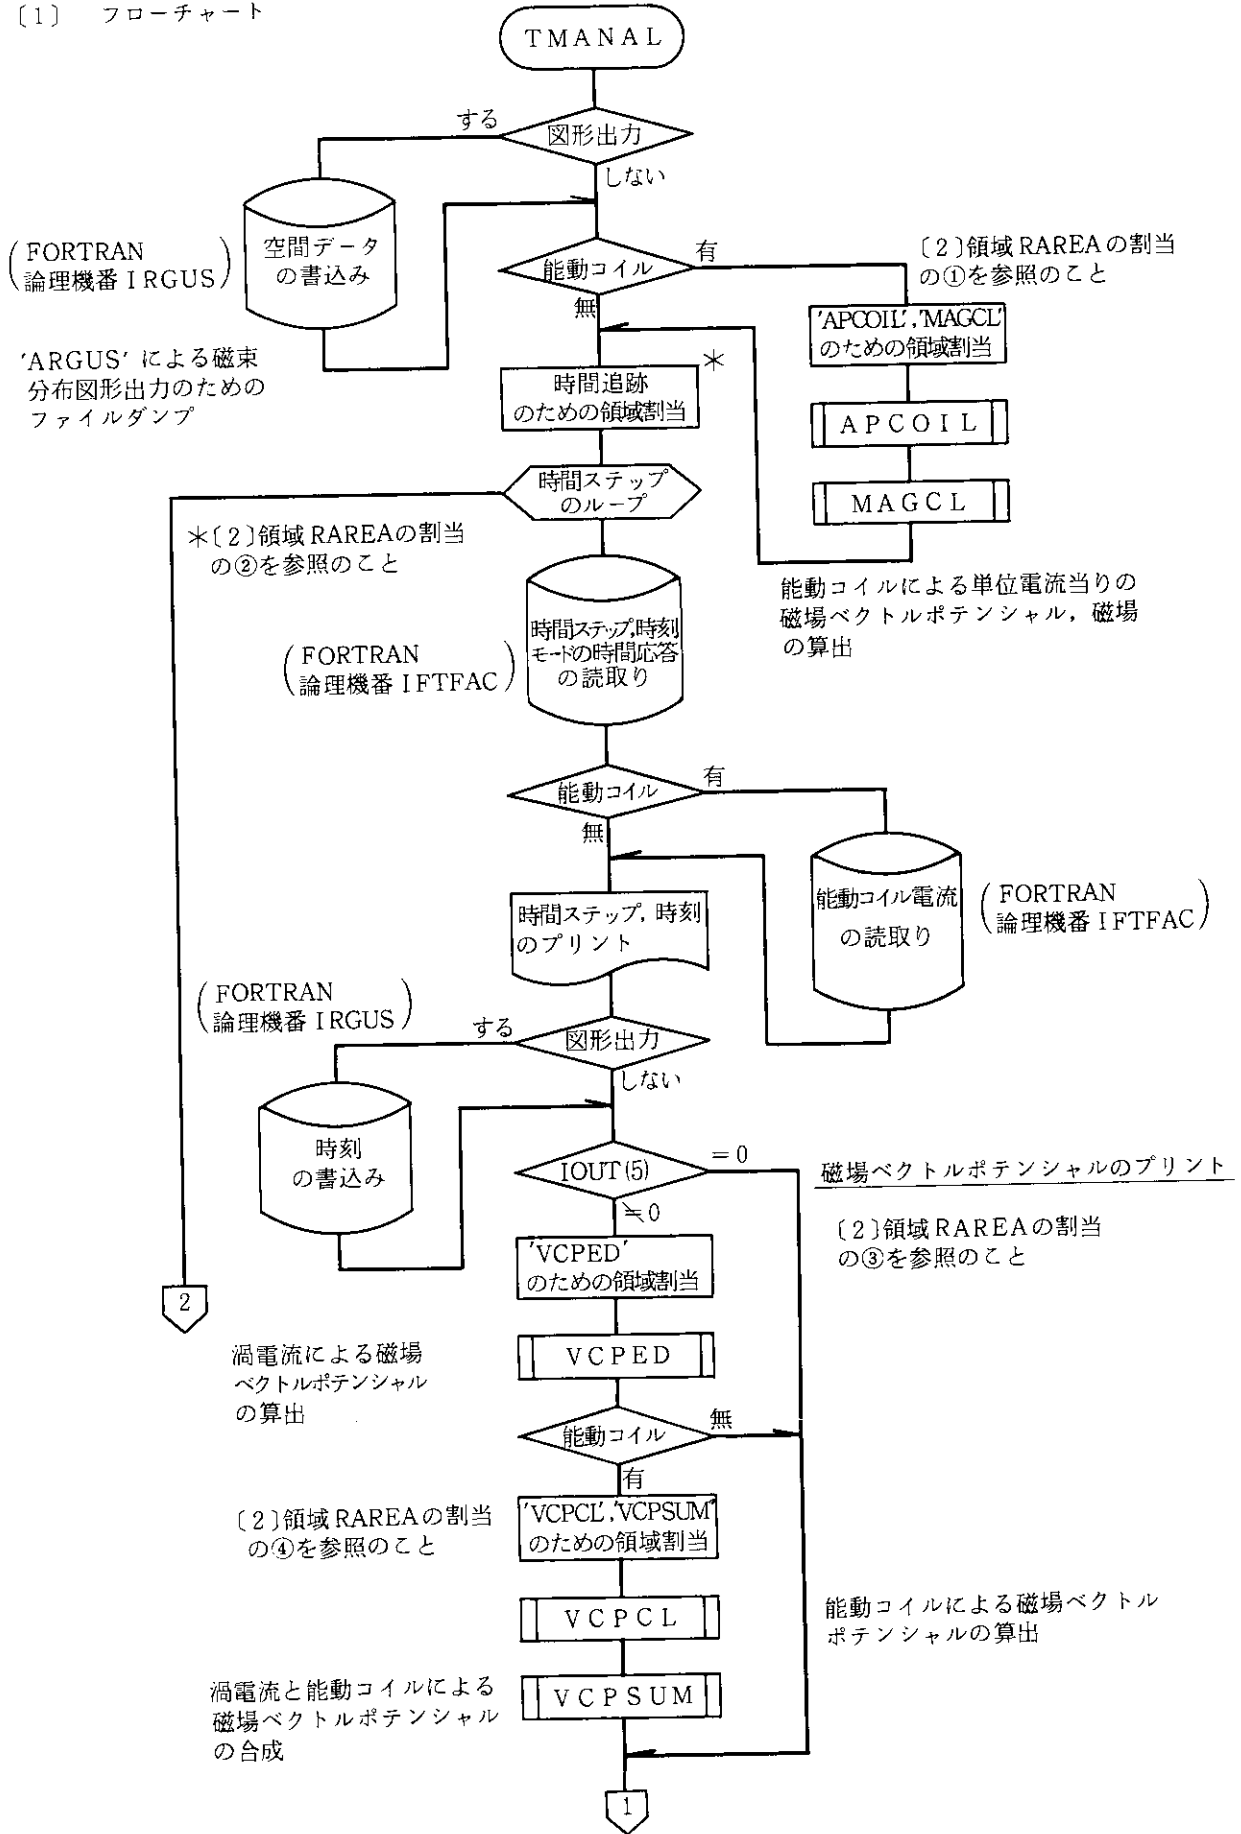 〔1〕 フローチャート
TMANAL
する
図形出力
しない
(FORTRAN
論理機番 IRGUS)
空間データ
の書込み
能動コイル
有
無
〔2〕領域RAREAの割当
の①を参照のこと
'APCOIL','MAGCL'
のための領域割当
'ARGUS' による磁束
分布図形出力のための
ファイルダンプ
時間追跡
のための領域割当
*
APCOIL
時間ステップ
のループ
MAGCL
*〔2〕領域RAREAの割当
の②を参照のこと
能動コイルによる単位電流当りの
磁場ベクトルポテンシャル，磁場
の算出
(FORTRAN
論理機番 IFTFAC)
時間ステップ,時刻
モードの時間応答
の読取り
能動コイル
有
無
能動コイル電流
の読取り
(FORTRAN
論理機番 IFTFAC)
時間ステップ，時刻
のプリント
(FORTRAN
論理機番 IRGUS)
する
図形出力
しない
時刻
の書込み
IOUT(5)
=0
≒0
磁場ベクトルポテンシャルのプリント
〔2〕領域RAREAの割当
の③を参照のこと
'VCPED'
のための領域割当
2
VCPED
渦電流による磁場
ベクトルポテンシャル
の算出
能動コイル
無
有
〔2〕領域RAREAの割当
の④を参照のこと
'VCPCL','VCPSUM'
のための領域割当
VCPCL
能動コイルによる磁場ベクトル
ポテンシャルの算出
渦電流と能動コイルによる
磁場ベクトルポテンシャル
の合成
VCPSUM
1